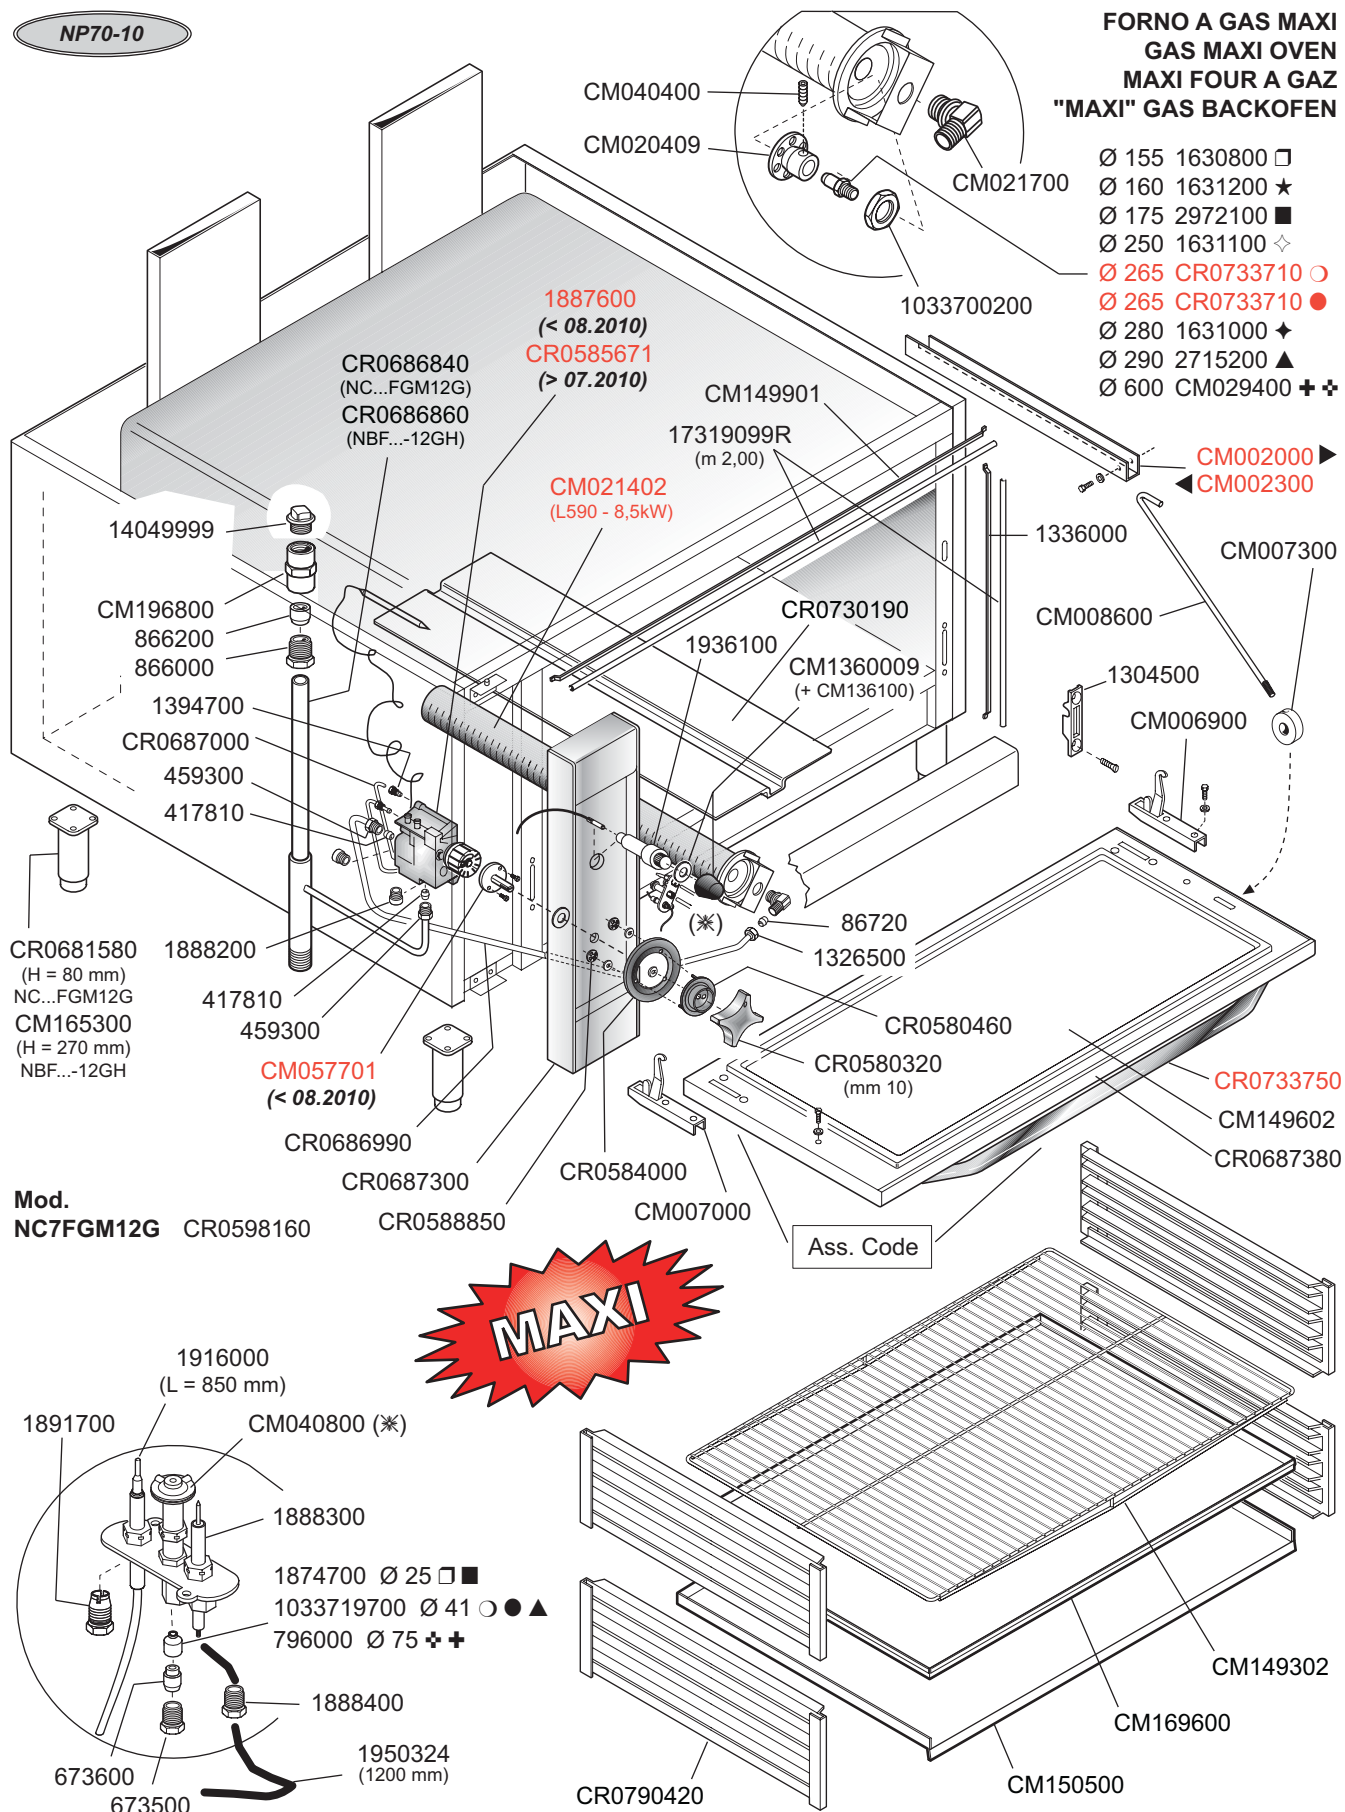 NP70-10
FORNO A GAS MAXI
GAS MAXI OVEN
MAXI FOUR A GAZ
"MAXI" GAS BACKOFEN
CM040400
CM020409
CM021700
1033700200
Ø 155 1630800 ❒
Ø 160 1631200 ★
Ø 175 2972100 ■
Ø 250 1631100 ✧
Ø 265 CR0733710 ❍
Ø 265 CR0733710 ●
Ø 280 1631000 ✦
Ø 290 2715200 ▲
Ø 600 CM029400 ✚ ✜
1887600
(< 08.2010)
CR0585671
(> 07.2010)
CR0686840
(NC...FGM12G)
CR0686860
(NBF...-12GH)
CM149901
17319099R
(m 2,00)
CM021402
(L590 - 8,5kW)
CM002000 ▶
◀ CM002300
14049999
1336000
CM007300
CM196800
866200
866000
CR0730190
CM008600
1936100
CM1360009
(+ CM136100)
1304500
1394700
CM006900
CR0687000
459300
417810
(※)
86720
1326500
CR0681580
(H = 80 mm)
NC...FGM12G
CM165300
(H = 270 mm)
NBF...-12GH
1888200
417810
459300
CR0580460
CR0580320
(mm 10)
CM057701
(< 08.2010)
CR0733750
CM149602
CR0687380
CR0686990
CR0687300
CR0584000
CR0588850
CM007000
Ass. Code
Mod.
NC7FGM12G CR0598160
MAXI
1916000
(L = 850 mm)
1891700
CM040800 (※)
1888300
1874700 Ø 25 ❒ ■
1033719700 Ø 41 ❍ ● ▲
796000 Ø 75 ✜ ✚
1888400
1950324
(1200 mm)
673600
673500
CM149302
CM169600
CM150500
CR0790420